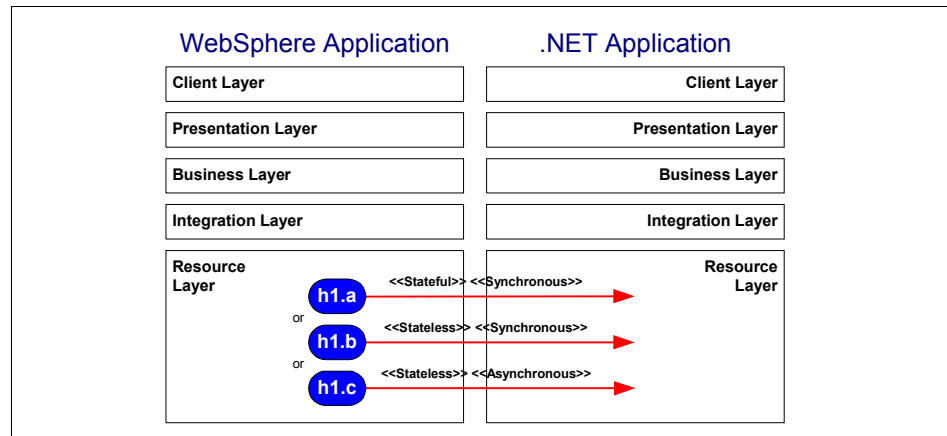 WebSphere Application
.NET Application
Client Layer
Client Layer
Presentation Layer
Presentation Layer
Business Layer
Business Layer
Integration Layer
Integration Layer
Resource
Layer
Resource
Layer
h1.a
<<Stateful>> <<Synchronous>>
or
h1.b
<<Stateless>> <<Synchronous>>
or
h1.c
<<Stateless>> <<Asynchronous>>